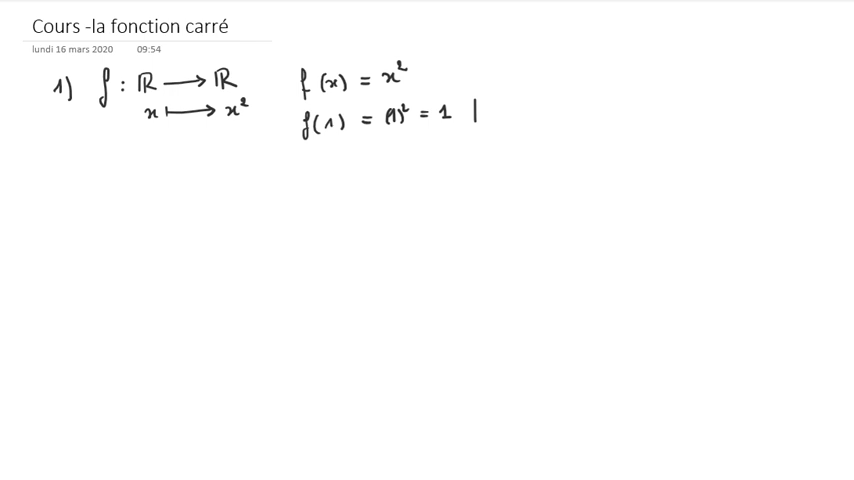 Cours -la fonction carré
lundi 16 mars 2020 09:54
1) f : ℝ ⟶ ℝ f(x) = x²
x ⟼ x² f(1) = (1)² = 1 |